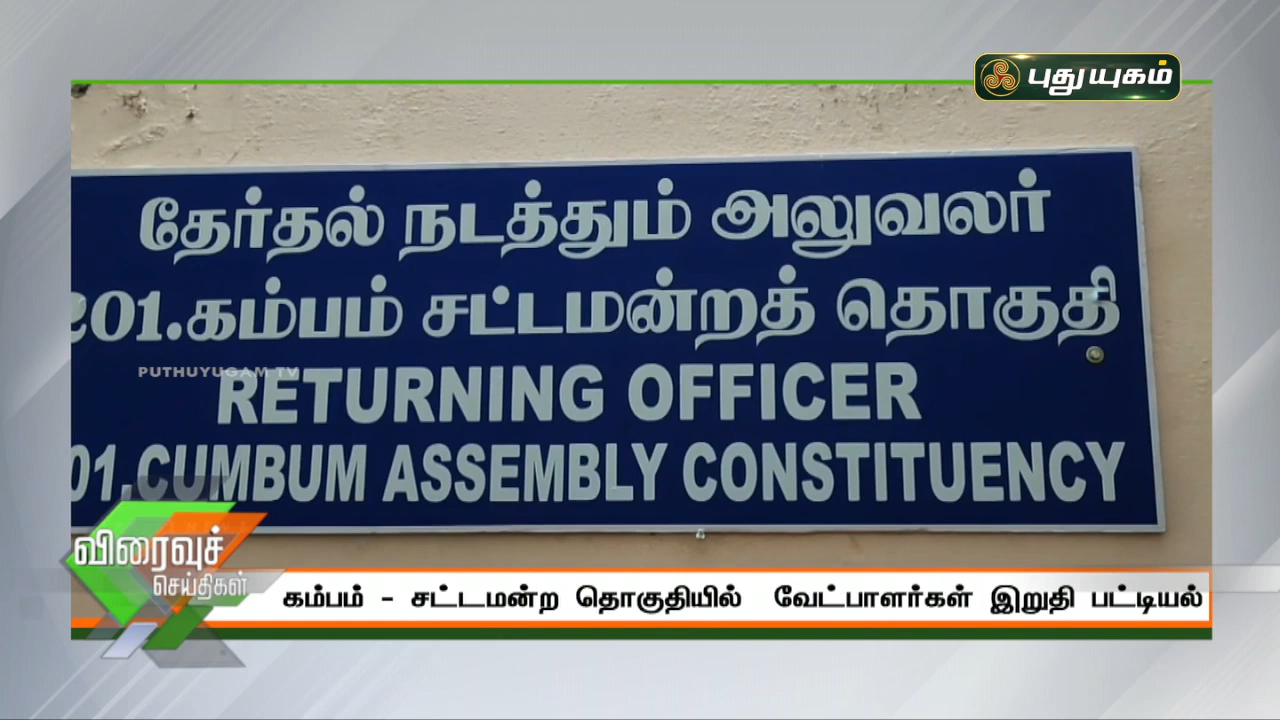 புதுயுகம்
தேர்தல் நடத்தும் அலுவலர்
201.கம்பம் சட்டமன்றத் தொகுதி
PUTHUYUGAM TV
RETURNING OFFICER
01,CUMBUM ASSEMBLY CONSTITUENCY
விரைவுச்
செய்திகள்
கம்பம் - சட்டமன்ற தொகுதியில் வேட்பாளர்கள் இறுதி பட்டியல்